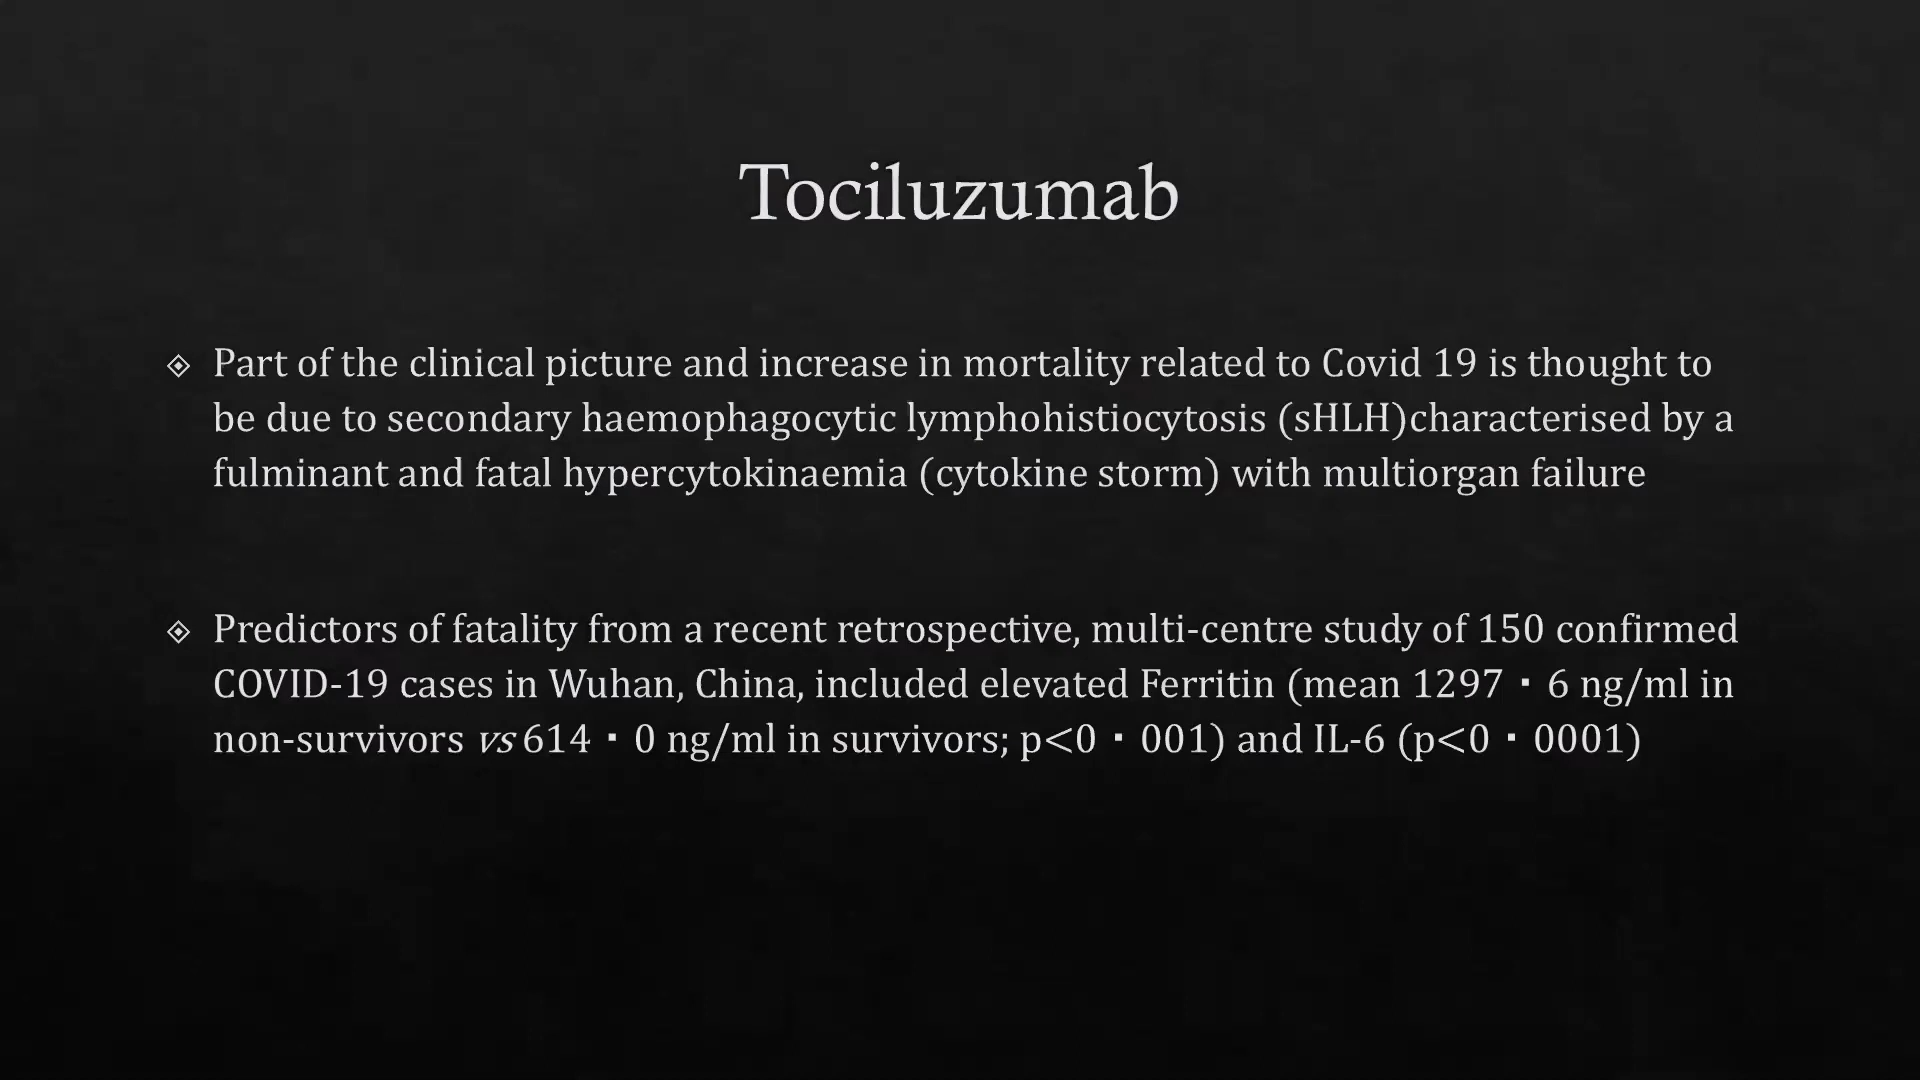 Tociluzumab
Part of the clinical picture and increase in mortality related to Covid 19 is thought to
be due to secondary haemophagocytic lymphohistiocytosis (sHLH)characterised by a
fulminant and fatal hypercytokinaemia (cytokine storm) with multiorgan failure
Predictors of fatality from a recent retrospective, multi-centre study of 150 confirmed
COVID-19 cases in Wuhan, China, included elevated Ferritin (mean 1297・6 ng/ml in
non-survivors vs 614・0 ng/ml in survivors; p<0・001) and IL-6 (p<0・0001)